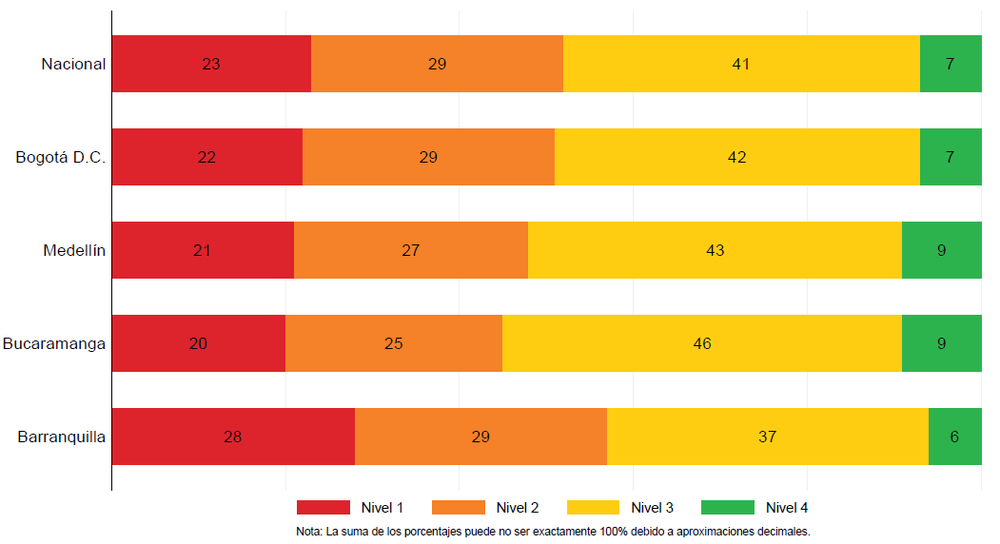 Nacional 23 29 41 7
Bogotá D.C. 22 29 42 7
Medellín 21 27 43 9
Bucaramanga 20 25 46 9
Barranquilla 28 29 37 6
Nivel 1 Nivel 2 Nivel 3 Nivel 4
Nota: La suma de los porcentajes puede no ser exactamente 100% debido a aproximaciones decimales.